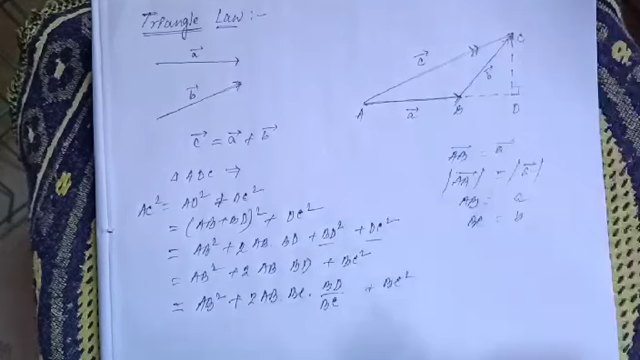 Triangle Law :-
a
b
c = a + b
Δ ADC ⇒
AC² = AD² + DC²
= (AB+BD)² + DC²
= AB² + 2 AB. BD + BD² + DC²
= AB² + 2 AB BD + BC²
= AB² + 2 AB. BC. BD/BC + BC²
c
b
a
A
B
C
D
AB = a
|AB| = |a|
AB = a
BC = b